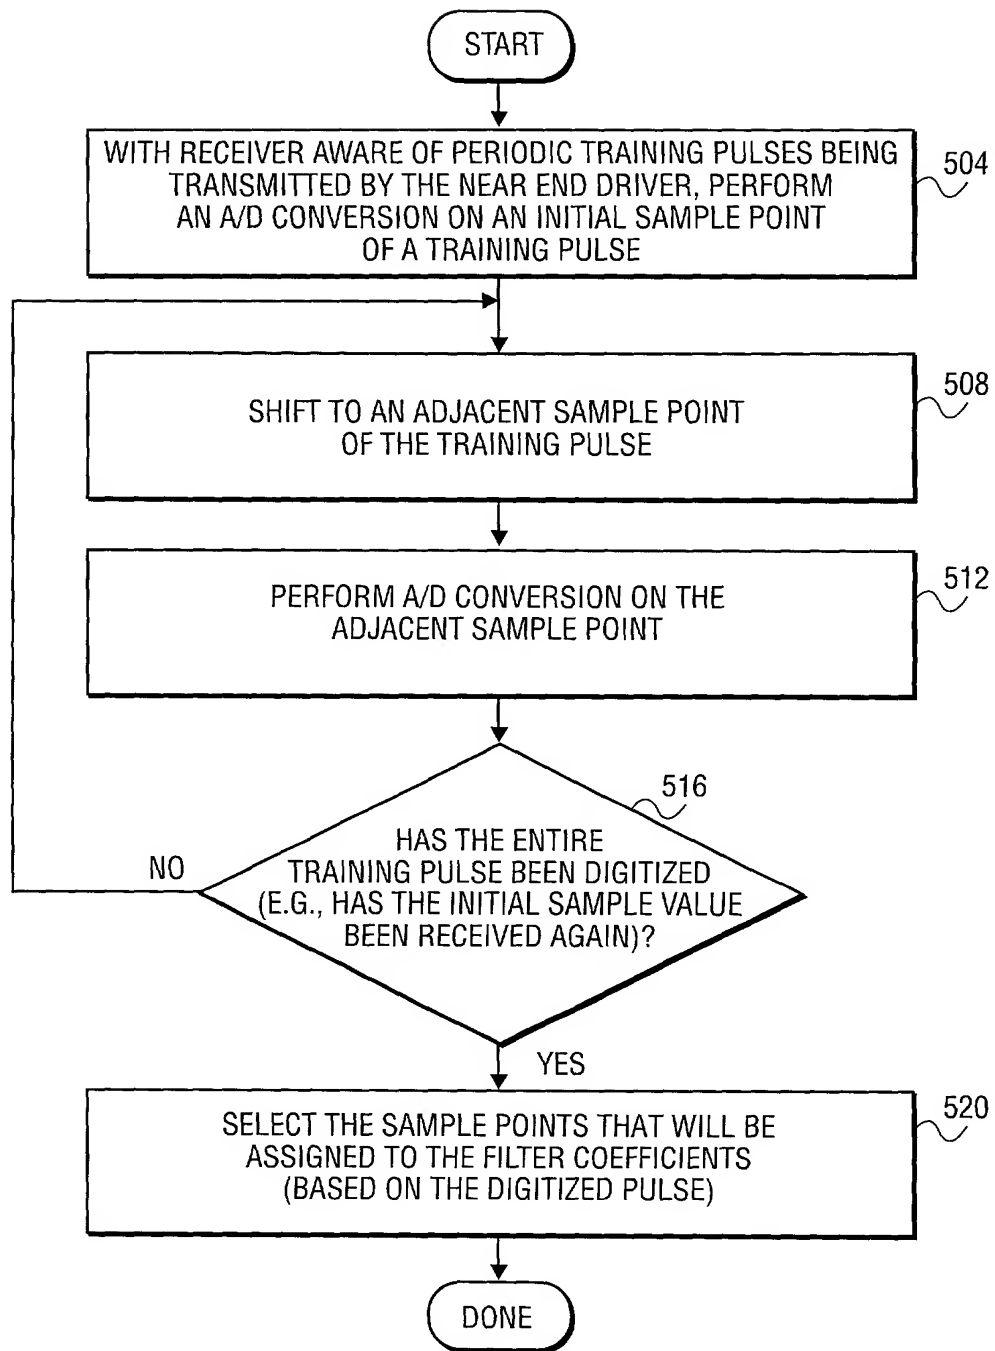 START
WITH RECEIVER AWARE OF PERIODIC TRAINING PULSES BEING
TRANSMITTED BY THE NEAR END DRIVER, PERFORM
AN A/D CONVERSION ON AN INITIAL SAMPLE POINT
OF A TRAINING PULSE
504
SHIFT TO AN ADJACENT SAMPLE POINT
OF THE TRAINING PULSE
508
PERFORM A/D CONVERSION ON THE
ADJACENT SAMPLE POINT
512
516
HAS THE ENTIRE
TRAINING PULSE BEEN DIGITIZED
(E.G., HAS THE INITIAL SAMPLE VALUE
BEEN RECEIVED AGAIN)?
NO
YES
SELECT THE SAMPLE POINTS THAT WILL BE
ASSIGNED TO THE FILTER COEFFICIENTS
(BASED ON THE DIGITIZED PULSE)
520
DONE